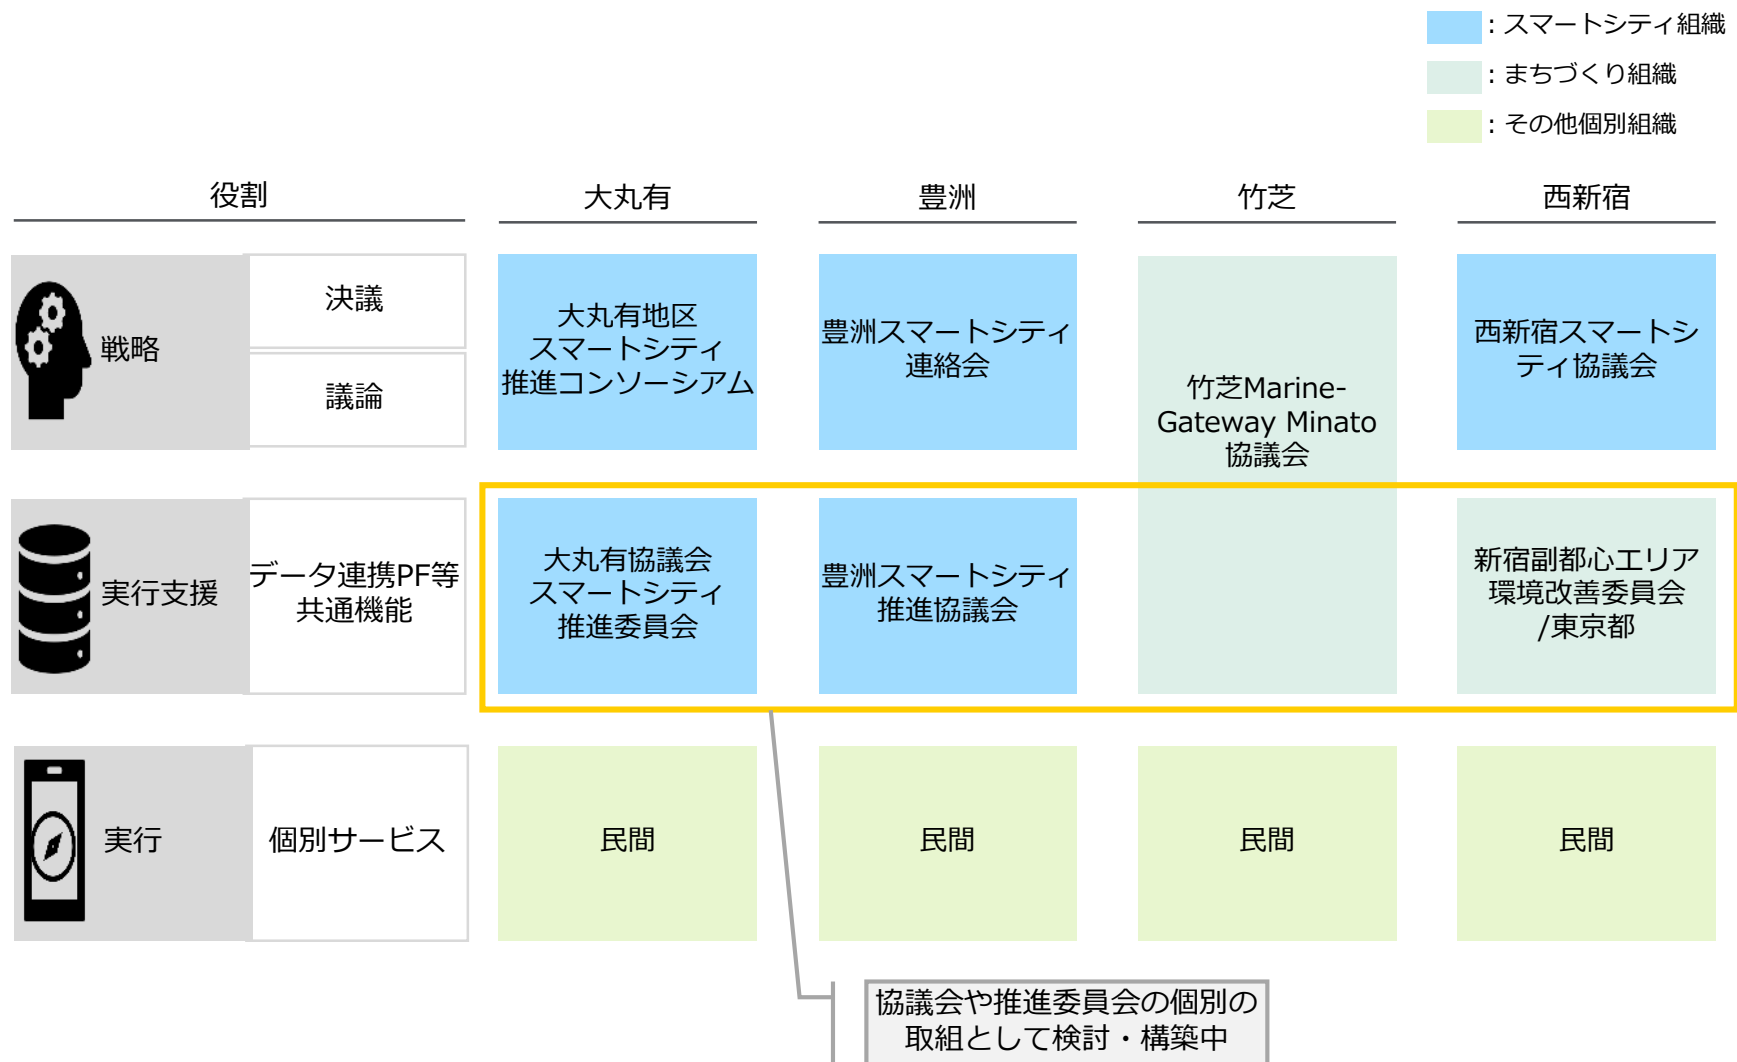 ：スマートシティ組織
：まちづくり組織
：その他個別組織
役割
大丸有
豊洲
竹芝
西新宿
戦略
決議
議論
大丸有地区
スマートシティ
推進コンソーシアム
豊洲スマートシティ
連絡会
竹芝Marine-
Gateway Minato
協議会
西新宿スマートシ
ティ協議会
実行支援
データ連携PF等
共通機能
大丸有協議会
スマートシティ
推進委員会
豊洲スマートシティ
推進協議会
新宿副都心エリア
環境改善委員会
/東京都
実行
個別サービス
民間
民間
民間
民間
協議会や推進委員会の個別の
取組として検討・構築中